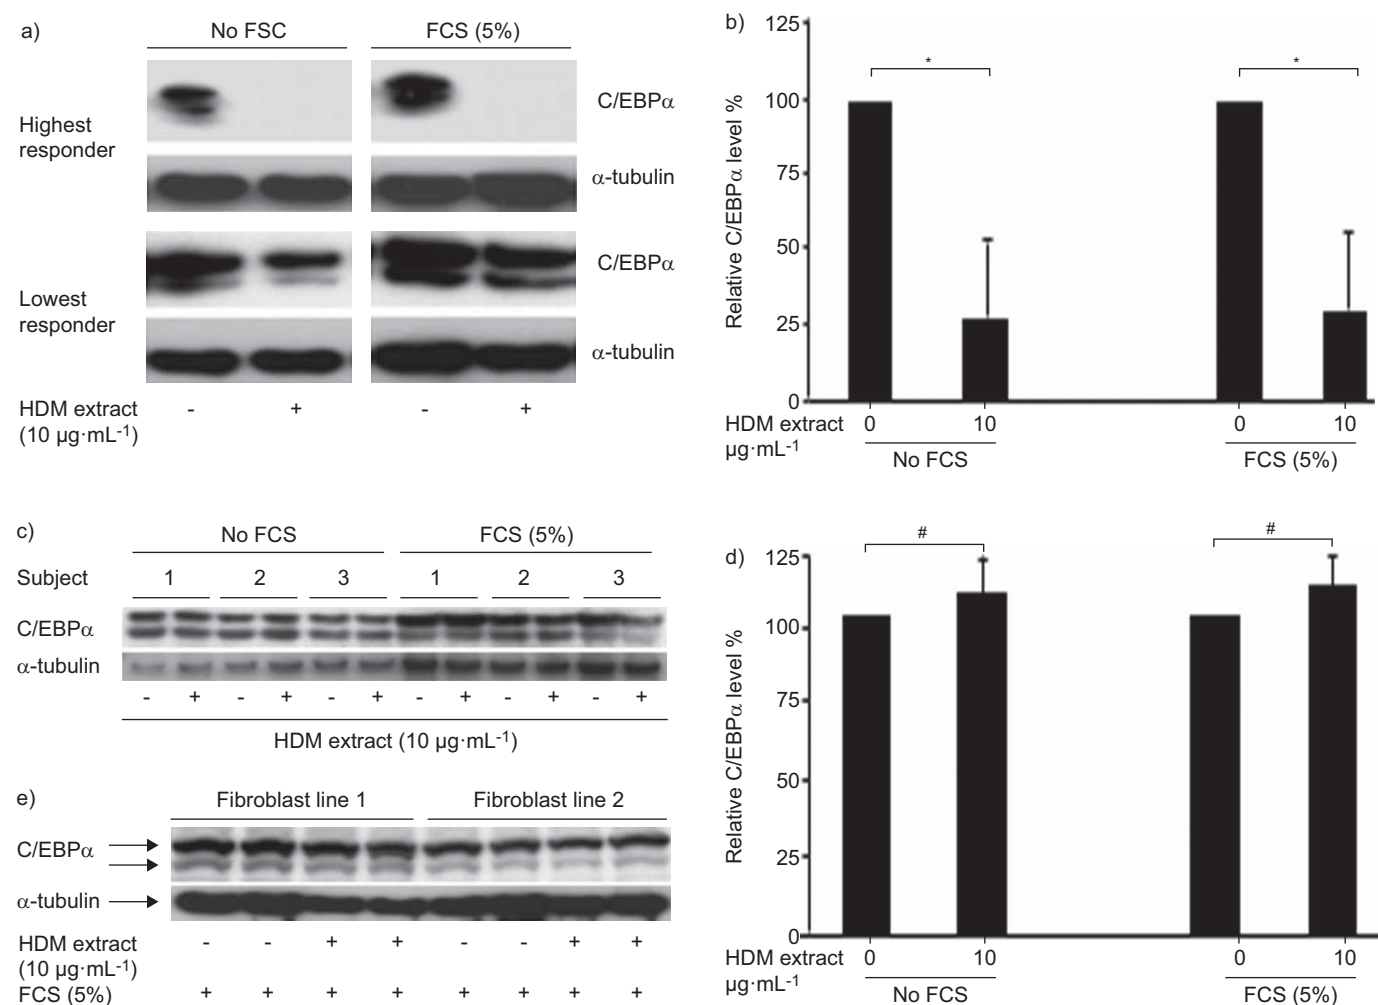 a)
No FSC
FCS (5%)
Highest
responder
C/EBPα
α-tubulin
Lowest
responder
C/EBPα
α-tubulin
HDM extract
(10 µg·mL-1)
- + - +
b)
Relative C/EBPα level %
125
100
75
50
25
0
* *
HDM extract
µg·mL-1
0 10 0 10
No FCS
FCS (5%)
c)
No FCS
FCS (5%)
Subject 1 2 3 1 2 3
C/EBPα
α-tubulin
- + - + - + - + - + - +
HDM extract (10 µg·mL-1)
d)
Relative C/EBPα level %
125
100
75
50
25
0
# #
HDM extract
µg·mL-1
0 10 0 10
No FCS
FCS (5%)
e)
Fibroblast line 1
Fibroblast line 2
C/EBPα
α-tubulin
HDM extract
(10 µg·mL-1)
- - + + - - + +
FCS (5%) + + + + + + + +